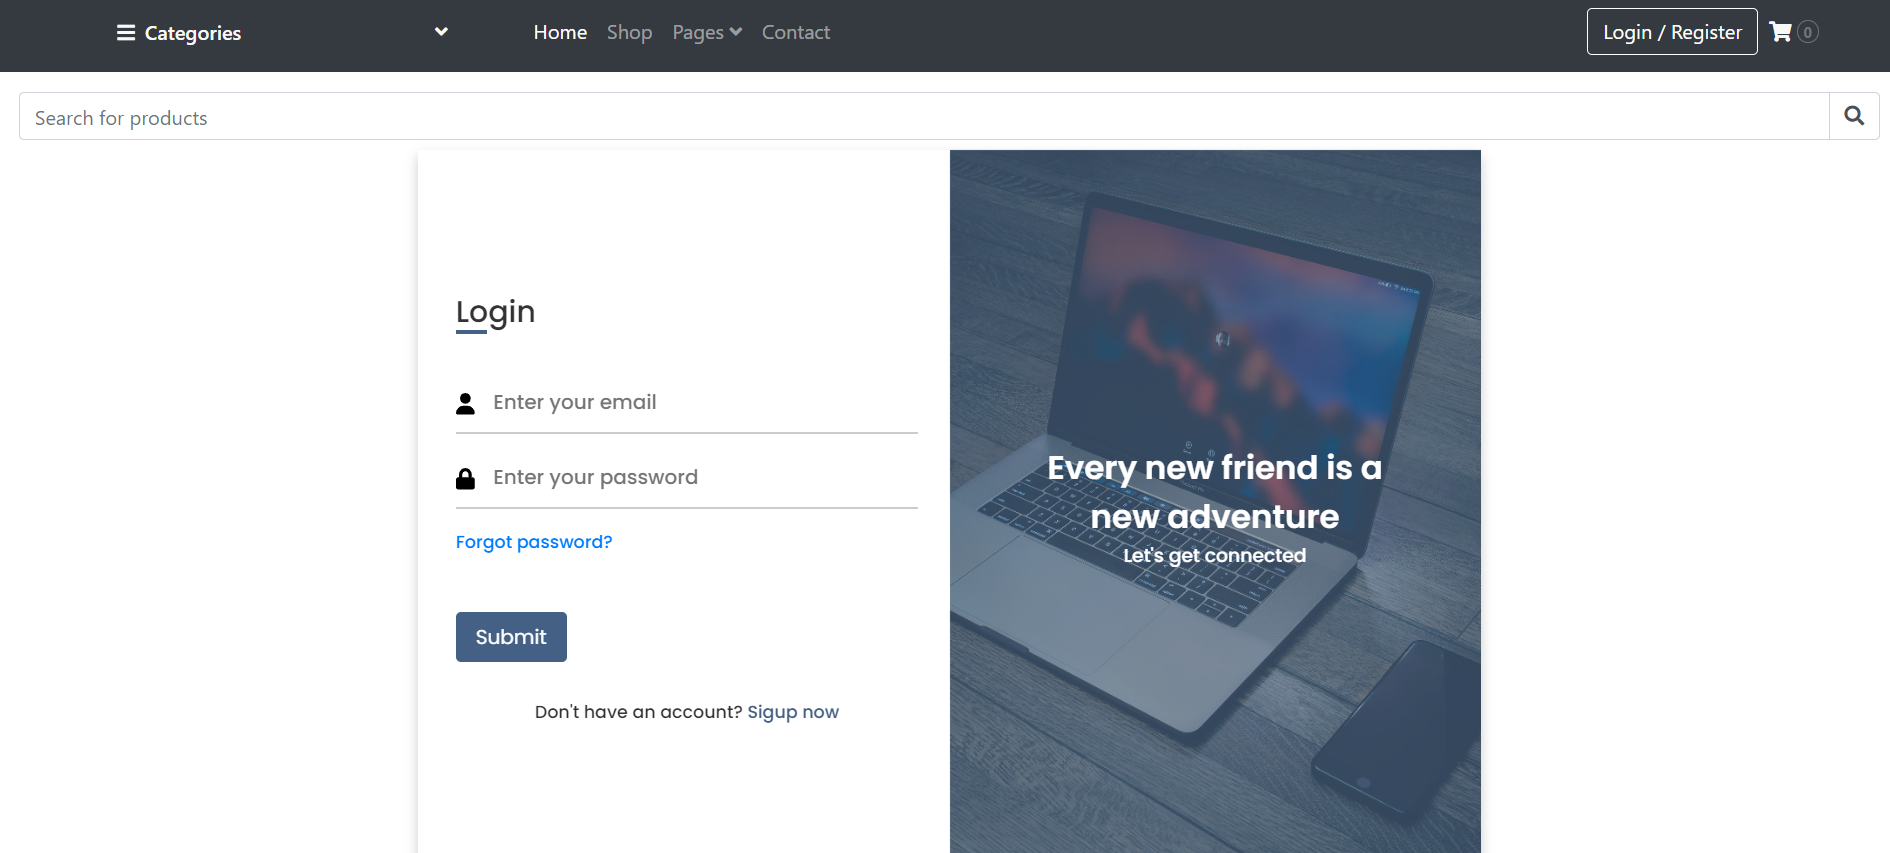 Categories
Home Shop Pages Contact
Login / Register 0
Search for products
Login
Enter your email
Enter your password
Forgot password?
Submit
Don't have an account? Sigup now
Every new friend is a
new adventure
Let's get connected